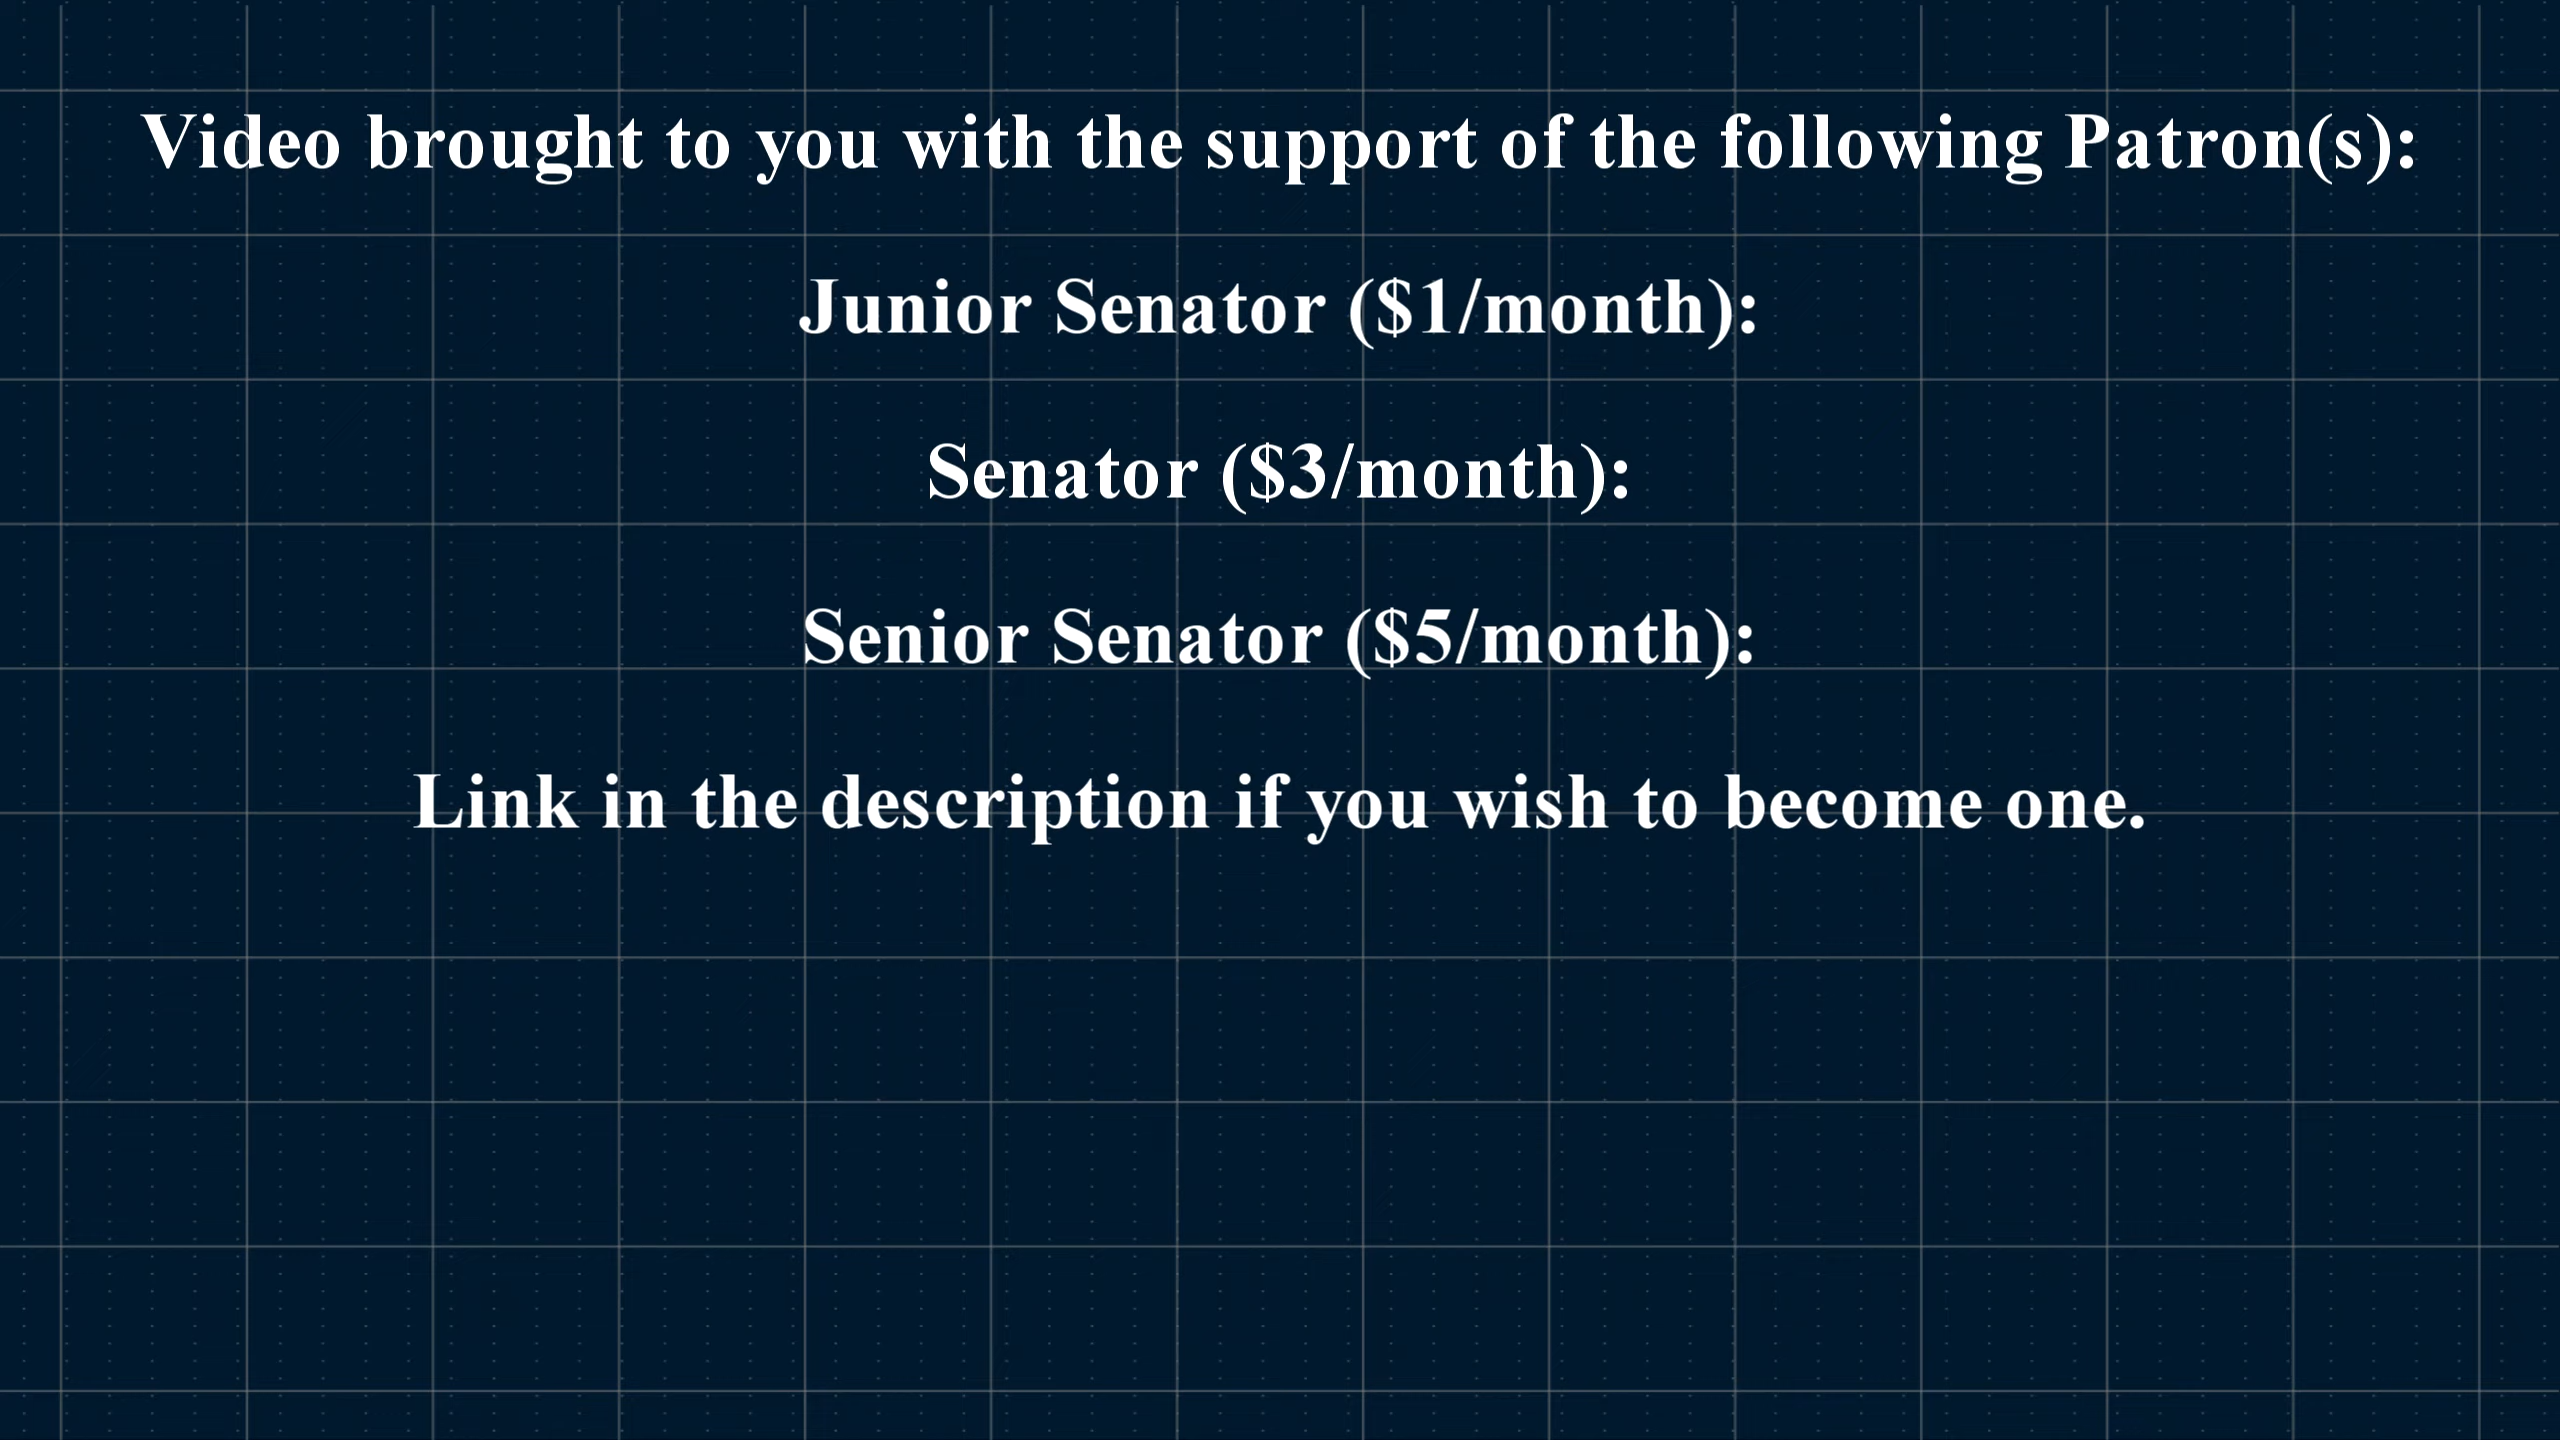 Video brought to you with the support of the following Patron(s):
Junior Senator ($1/month):
Senator ($3/month):
Senior Senator ($5/month):
Link in the description if you wish to become one.